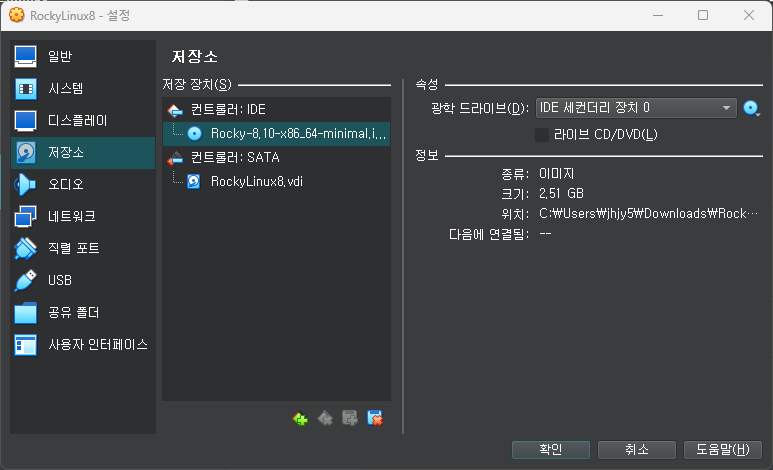 RockyLinux8 - 설정
일반
시스템
디스플레이
저장소
오디오
네트워크
직렬 포트
USB
공유 폴더
사용자 인터페이스
저장소
저장 장치(S)
컨트롤러: IDE
Rocky-8.10-x86_64-minimal.i...
컨트롤러: SATA
RockyLinux8.vdi
속성
광학 드라이브(D): IDE 세컨더리 장치 0
라이브 CD/DVD(L)
정보
종류: 이미지
크기: 2.51 GB
위치: C:\Users\jhjy5\Downloads\Rock...
다음에 연결됨: --
확인
취소
도움말(H)